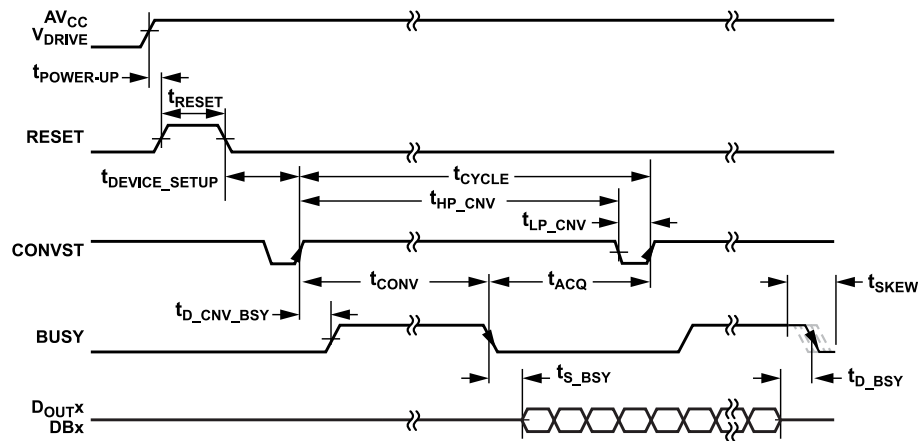 AVCC
VDRIVE
tPOWER-UP
tRESET
RESET
tDEVICE_SETUP
tCYCLE
tHP_CNV
tLP_CNV
CONVST
tCONV
tACQ
tSKEW
tD_CNV_BSY
BUSY
tS_BSY
tD_BSY
DOUTx
DBx